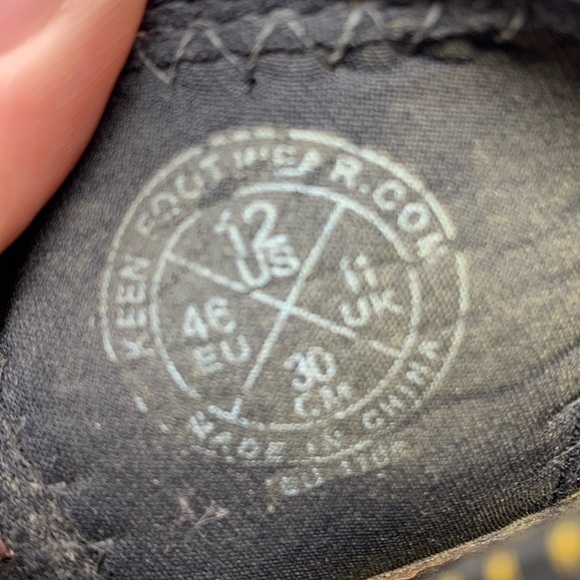 KEEN FOOTWEAR.COM
12
US
11
UK
46
EU
30
CM
MADE IN CHINA